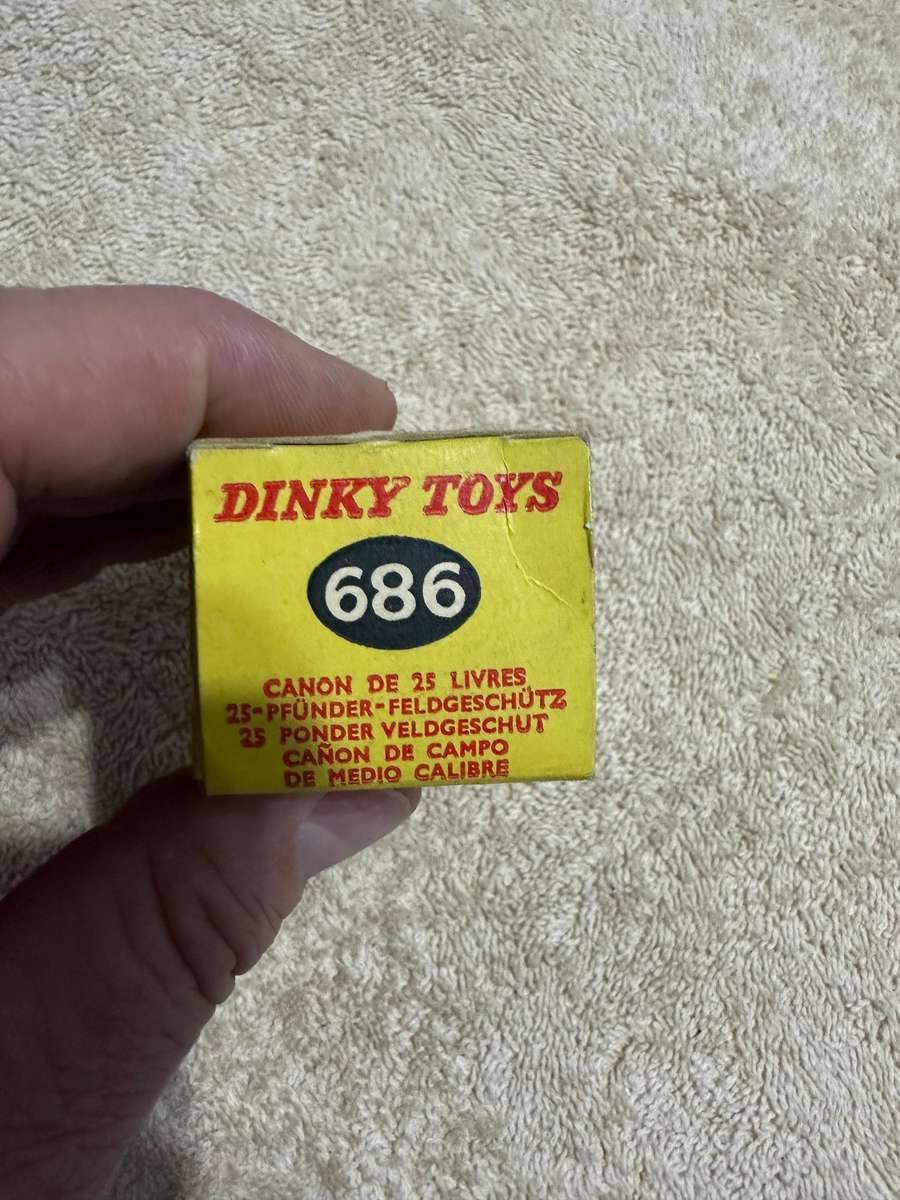 DINKY TOYS
686
CANON DE 25 LIVRES
25-PFÜNDER-FELDGESCHÜTZ
25 PONDER VELDGESCHUT
CAÑON DE CAMPO
DE MEDIO CALIBRE